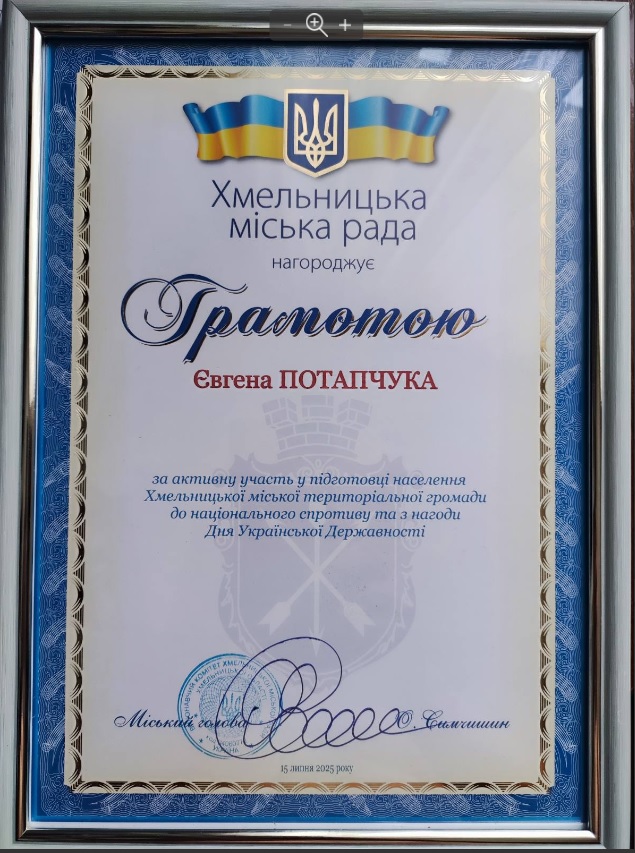 Хмельницька
міська рада
нагороджує
Грамотою
Євгена ПОТАПЧУКА
за активну участь у підготовці населення
Хмельницької міської територіальної громади
до національного спротиву та з нагоди
Дня Української Державності
Міський голова
О. Симчишин
15 липня 2025 року